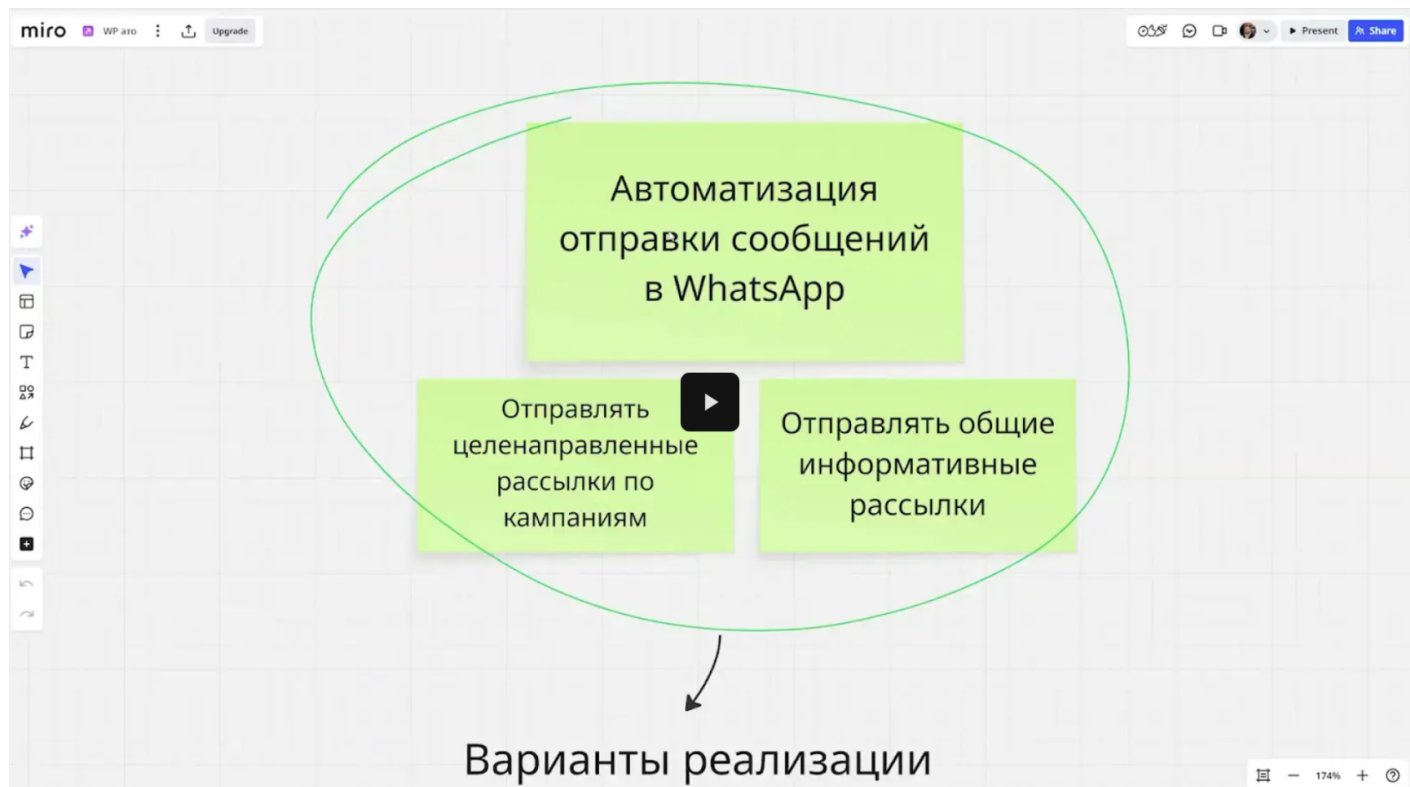 miro
WP ато
Upgrade
Present
Share
Автоматизация
отправки сообщений
в WhatsApp
Отправлять
целенаправленные
рассылки по
кампаниям
Отправлять общие
информативные
рассылки
Варианты реализации
174%